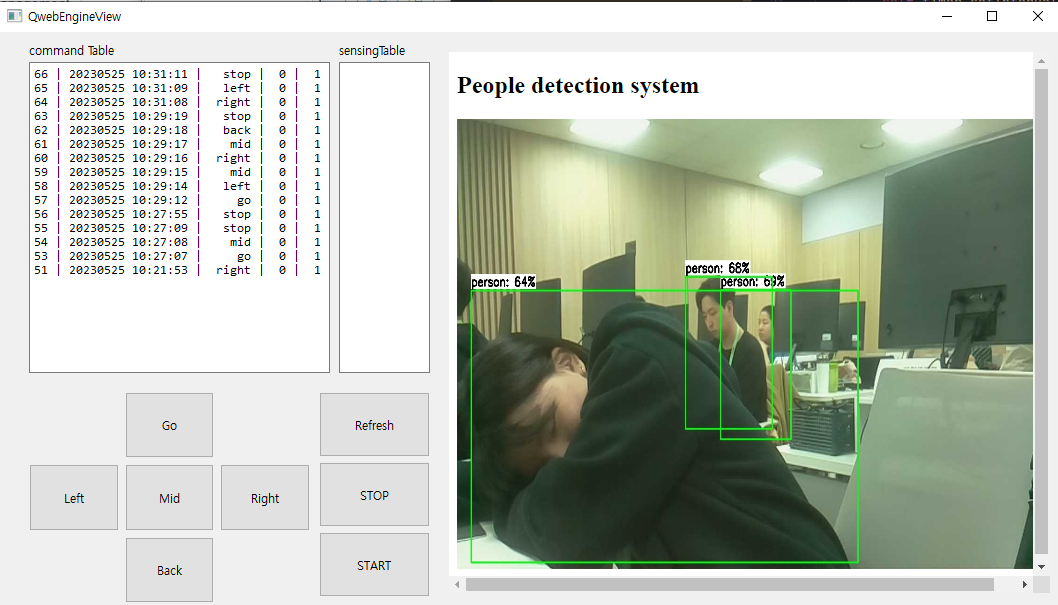 QwebEngineView
command Table
sensingTable
66 | 20230525 10:31:11 | stop | 0 | 1
65 | 20230525 10:31:09 | left | 0 | 1
64 | 20230525 10:31:08 | right | 0 | 1
63 | 20230525 10:29:19 | stop | 0 | 1
62 | 20230525 10:29:18 | back | 0 | 1
61 | 20230525 10:29:17 | mid | 0 | 1
60 | 20230525 10:29:16 | right | 0 | 1
59 | 20230525 10:29:15 | mid | 0 | 1
58 | 20230525 10:29:14 | left | 0 | 1
57 | 20230525 10:29:12 | go | 0 | 1
56 | 20230525 10:27:55 | stop | 0 | 1
55 | 20230525 10:27:09 | stop | 0 | 1
54 | 20230525 10:27:08 | mid | 0 | 1
53 | 20230525 10:27:07 | go | 0 | 1
51 | 20230525 10:21:53 | right | 0 | 1
Go
Left
Mid
Right
Back
Refresh
STOP
START
People detection system
person: 68%
person: 64%
person: 69%